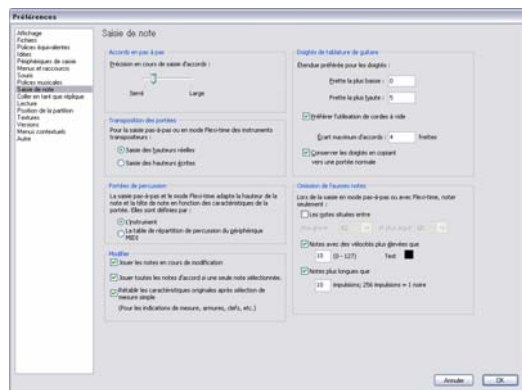 Préférences
Affichage
Fichiers
Polices équivalentes
Idées
Périphériques de saisie
Menus et raccourcis
Souris
Polices musicales
Saisie de note
Coller en tant que réplique
Lecture
Position de la partition
Textures
Versions
Menus contextuels
Autre
Saisie de note
Accords en pas à pas
Précision en cours de saisie d'accords :
Serré Large
Transposition des portées
Pour la saisie pas-à-pas ou en mode Flexi-time des instruments
transpositeurs :
Saisie des hauteurs réelles
Saisie des hauteurs écrites
Portées de percussion
La saisie pas-à-pas et le mode Flexi-time adapte la hauteur de la
note et la tête de note en fonction des caractéristiques de la
portée. Elles sont définies par :
L'instrument
La table de répartition de percussion du périphérique
MIDI
Modifier
Jouer les notes en cours de modification
Jouer toutes les notes d'accord si une seule note sélectionnée.
Rétablir les caractéristiques originales après sélection de
mesure simple
(Pour les indications de mesure, armures, clefs, etc.)
Doigtés de tablature de guitare
Étendue préférée pour les doigtés :
Frette la plus basse : 0
Frette la plus haute : 5
Préférer l'utilisation de cordes à vide
Écart maximum d'accords : 4 frettes
Conserver les doigtés en copiant
vers une portée normale
Omission de fausses notes
Lors de la saisie en mode pas-à-pas ou avec Flexi-time, noter
seulement :
Les notes situées entre
Notes avec des vélocités plus élevées que
10 (0-127) Test
Notes plus longues que
10 impulsions; 256 impulsions = 1 noire
Annuler OK